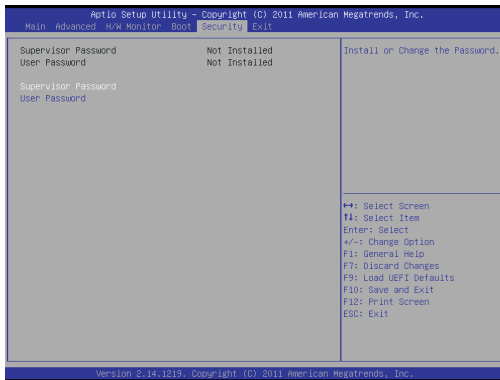 Aptio Setup Utility – Copyright (C) 2011 American Megatrends, Inc.
Main Advanced H/W Monitor Boot Security Exit
Supervisor Password Not Installed
User Password Not Installed
Supervisor Password
User Password
Install or Change the Password.
↔: Select Screen
↑↓: Select Item
Enter: Select
+/-: Change Option
F1: General Help
F7: Discard Changes
F9: Load UEFI Defaults
F10: Save and Exit
F12: Print Screen
ESC: Exit
Version 2.14.1219. Copyright (C) 2011 American Megatrends, Inc.